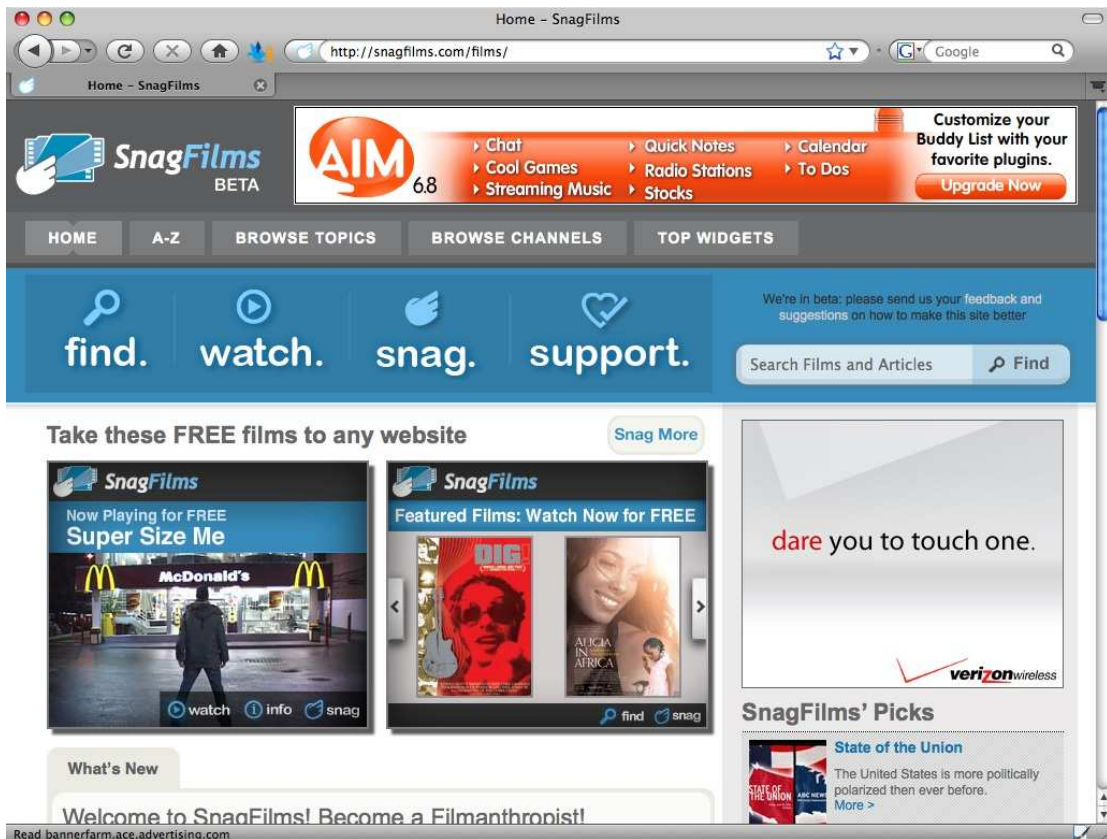 Home – SnagFilms
http://snagfilms.com/films/
G
Google
Home – SnagFilms
SnagFilms
BETA
AIM
6.8
Chat
Cool Games
Streaming Music
Quick Notes
Radio Stations
Stocks
Calendar
To Dos
Customize your
Buddy List with your
favorite plugins.
Upgrade Now
HOME A-Z BROWSE TOPICS BROWSE CHANNELS TOP WIDGETS
find. watch. snag. support.
We're in beta: please send us your feedback and
suggestions on how to make this site better
Search Films and Articles
Find
Take these FREE films to any website
Snag More
SnagFilms
Now Playing for FREE
Super Size Me
McDonald's
watch info snag
SnagFilms
Featured Films: Watch Now for FREE
DIG!
ALICIA
IN
AFRICA
find snag
dare you to touch one.
verizonwireless
SnagFilms' Picks
STATE OF
THE UNION
ABC NEWS
State of the Union
The United States is more politically
polarized then ever before.
More >
What's New
Welcome to SnagFilms! Become a Filmanthropist!
Read bannerfarm.ace.advertising.com